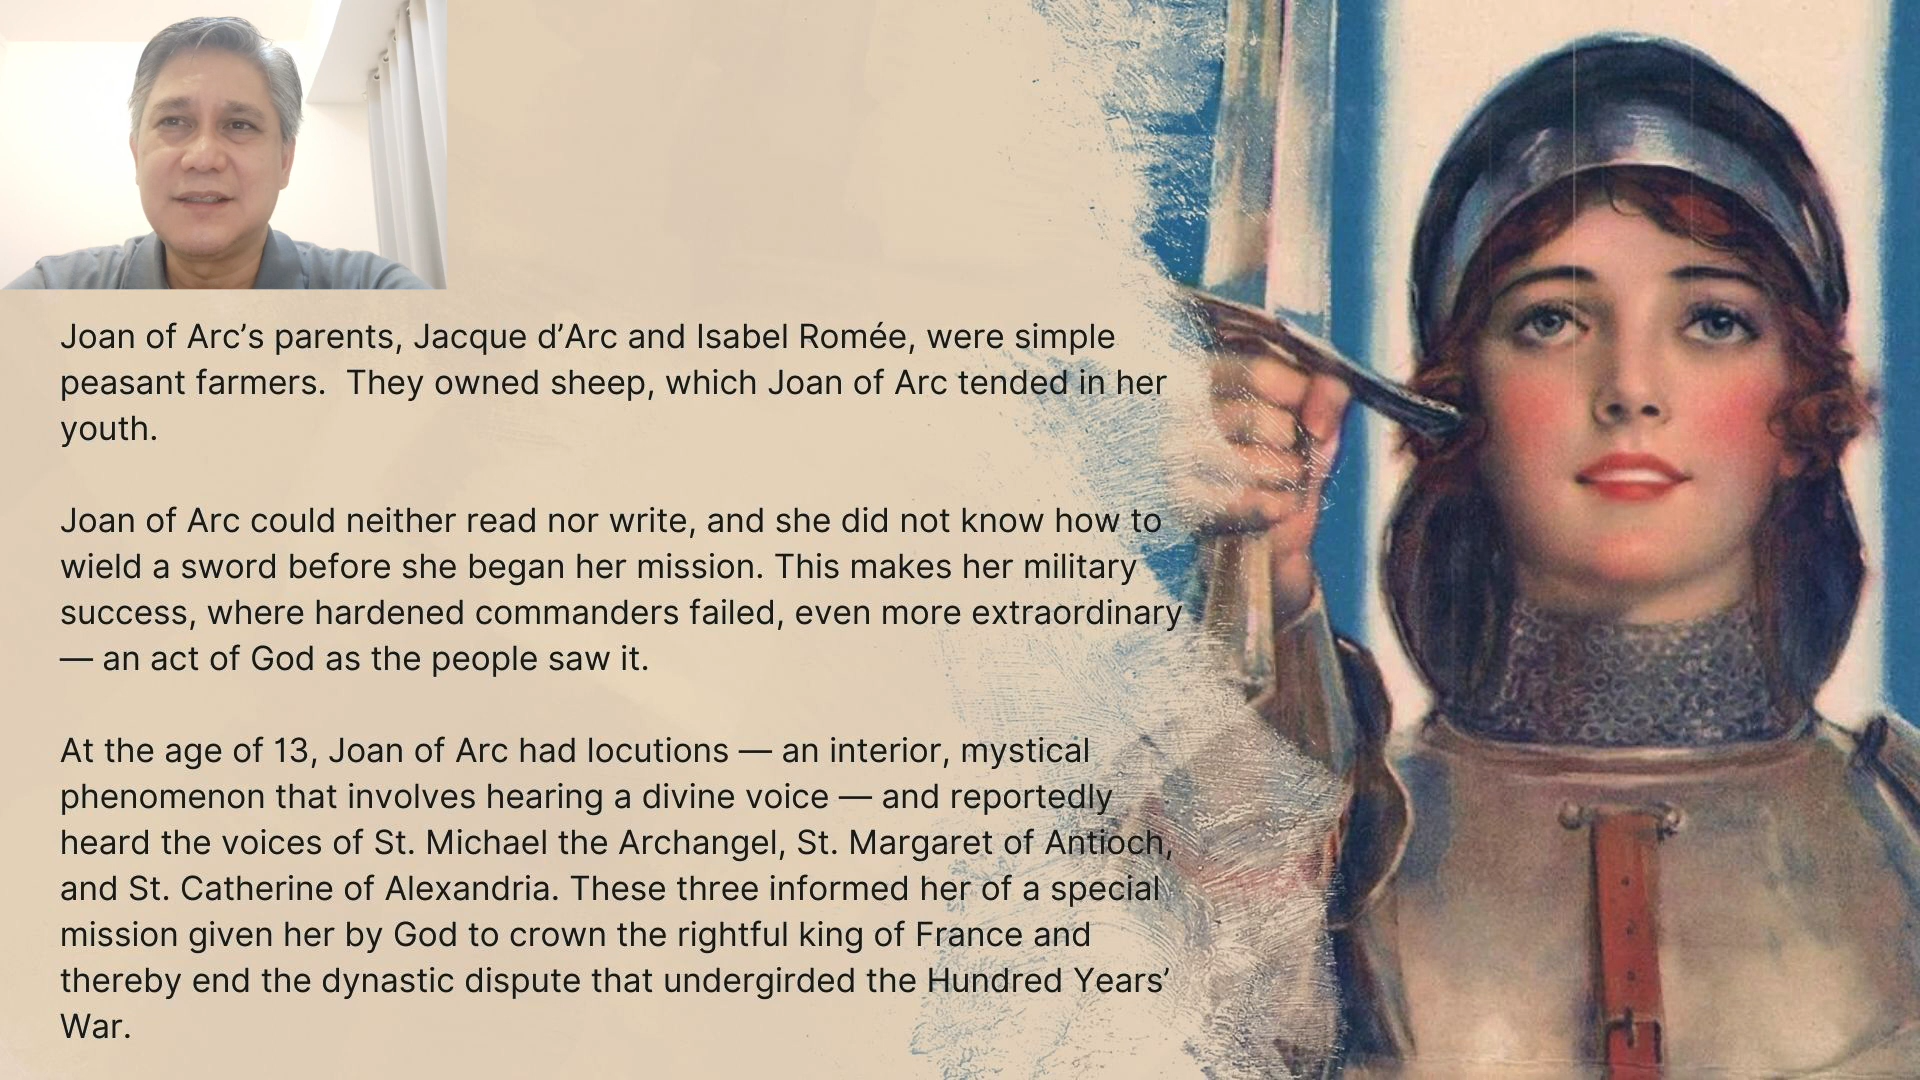 Joan of Arc’s parents, Jacque d’Arc and Isabel Romée, were simple
peasant farmers.  They owned sheep, which Joan of Arc tended in her
youth.
Joan of Arc could neither read nor write, and she did not know how to
wield a sword before she began her mission. This makes her military
success, where hardened commanders failed, even more extraordinary
— an act of God as the people saw it.
At the age of 13, Joan of Arc had locutions — an interior, mystical
phenomenon that involves hearing a divine voice — and reportedly
heard the voices of St. Michael the Archangel, St. Margaret of Antioch,
and St. Catherine of Alexandria. These three informed her of a special
mission given her by God to crown the rightful king of France and
thereby end the dynastic dispute that undergirded the Hundred Years’
War.